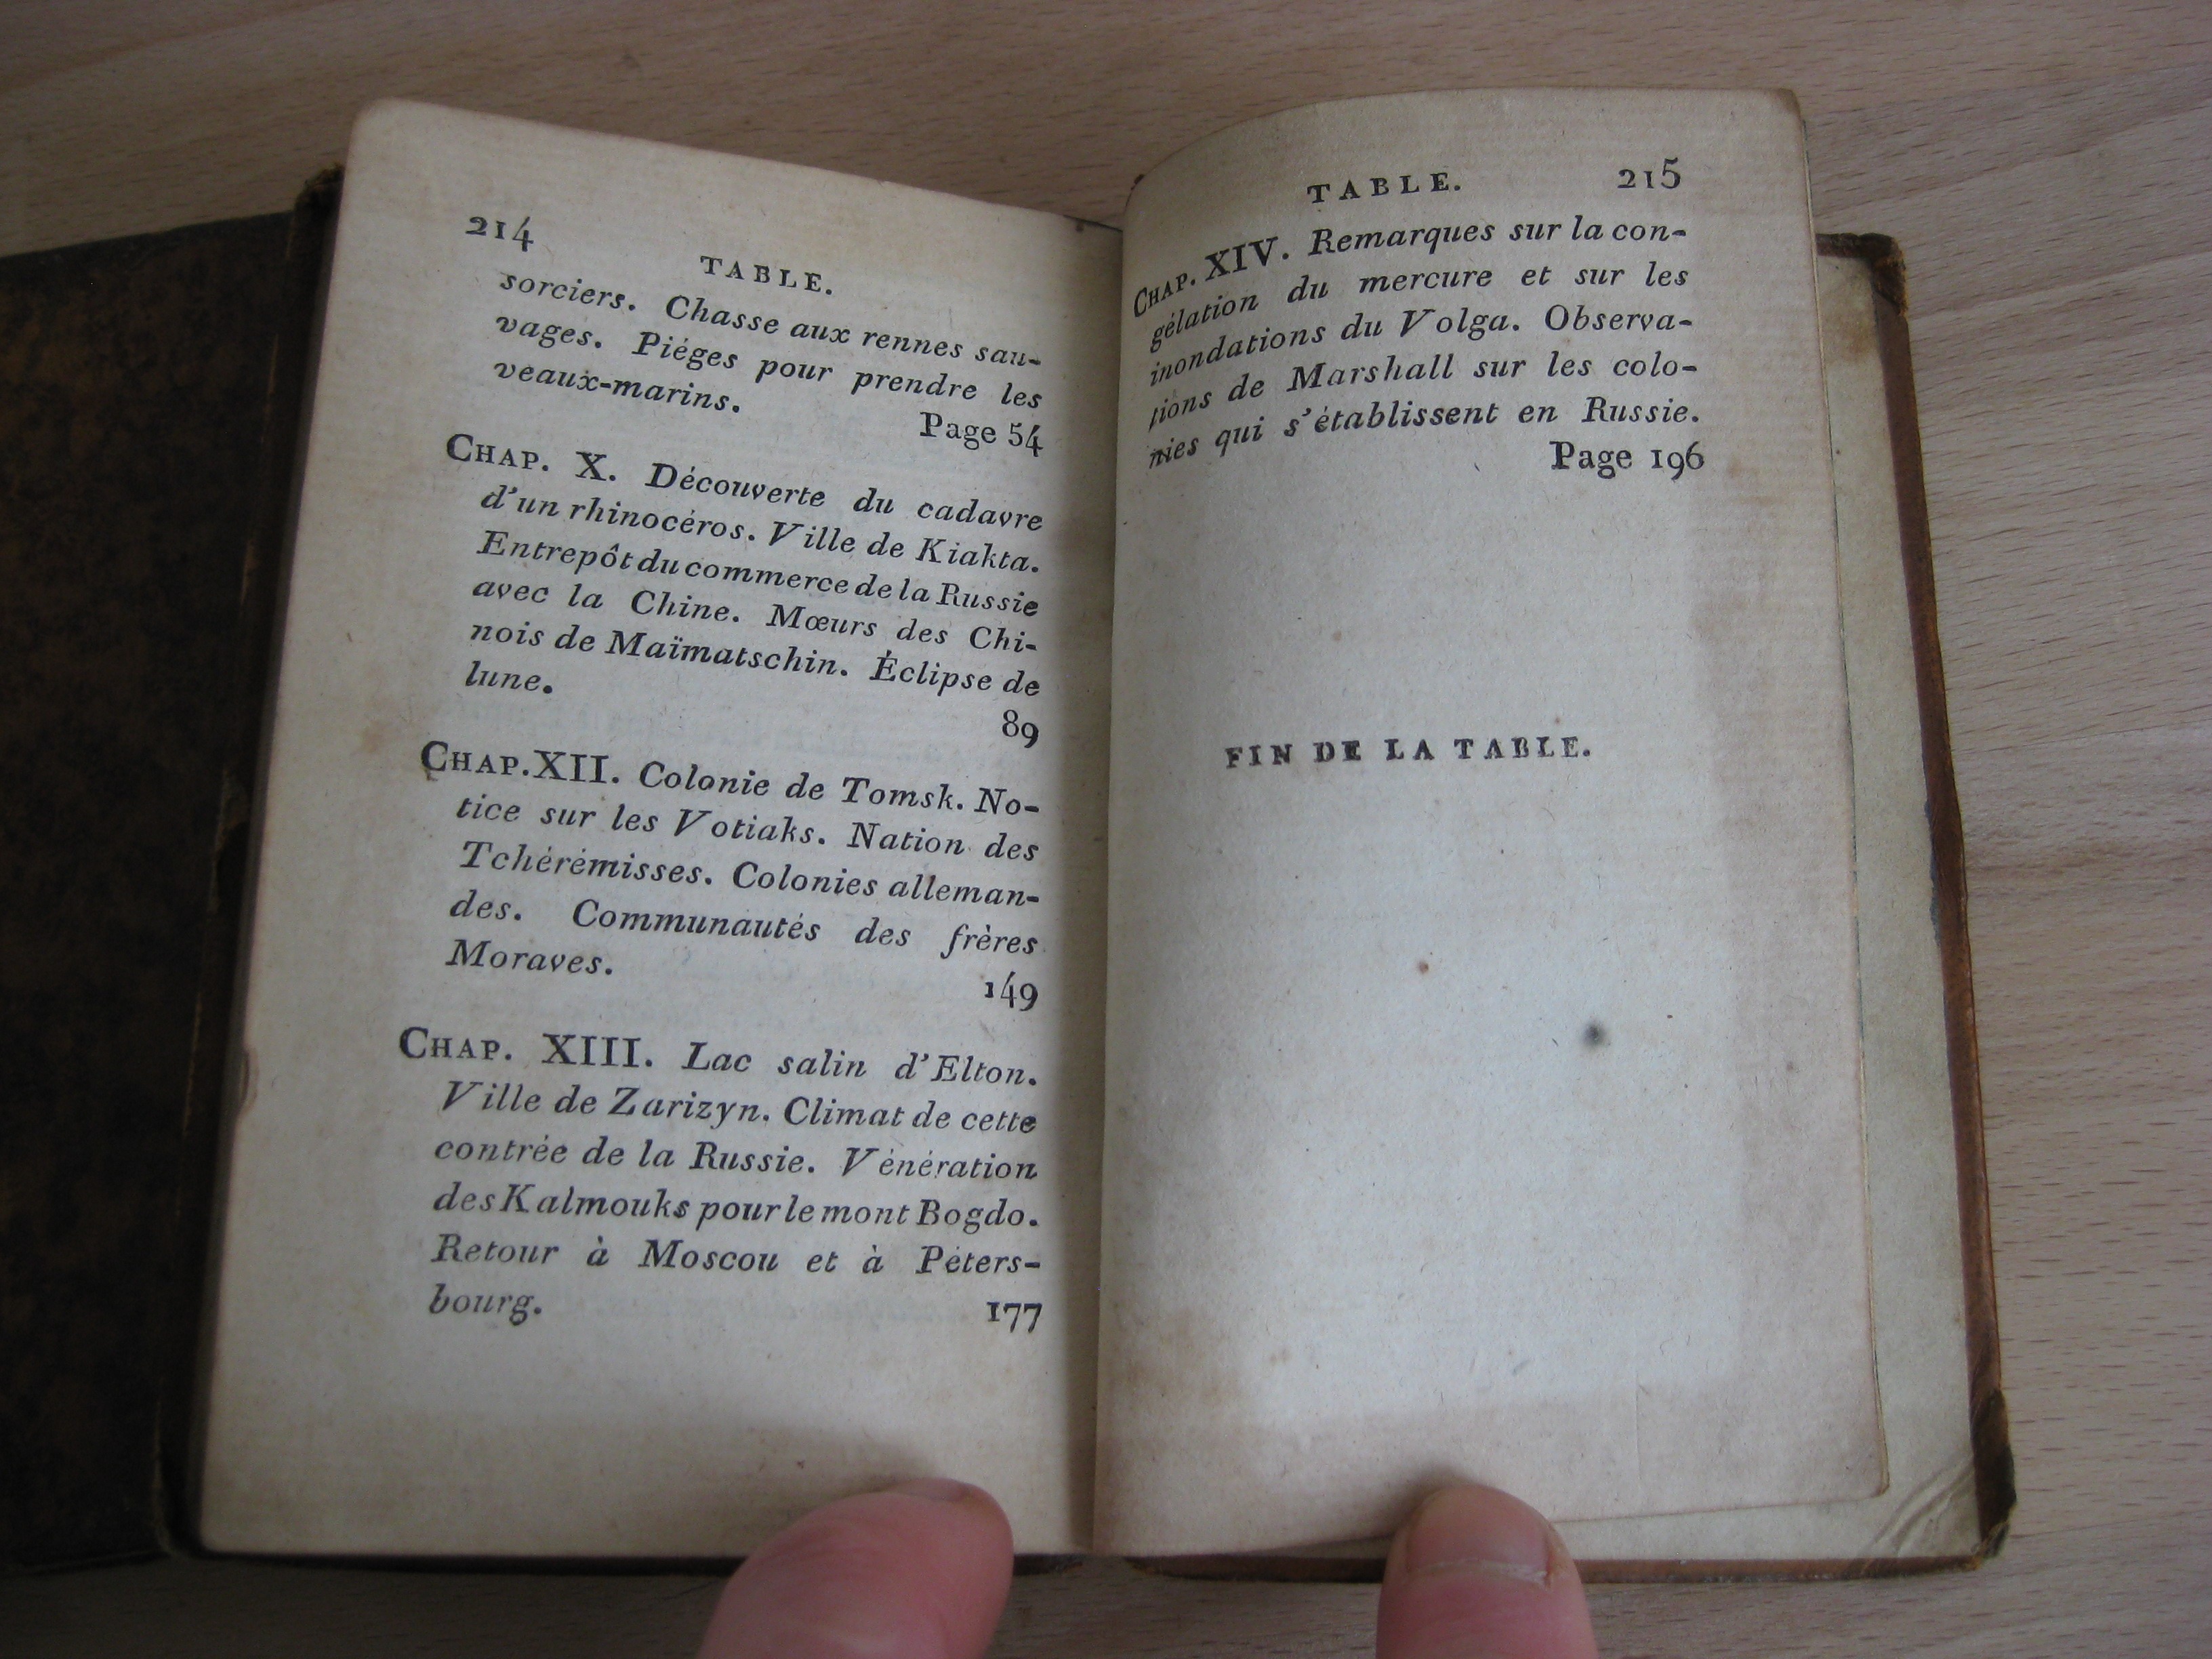 214
TABLE.
sorciers. Chasse aux rennes sau-
vages. Piéges pour prendre les
veaux-marins.
Page 54
CHAP. X. Découverte du cadavre
d'un rhinocéros. Ville de Kiakta.
Entrepôt du commerce de la Russie
avec la Chine. Mœurs des Chi-
nois de Maïmatschin. Éclipse de
lune.
89
CHAP. XII. Colonie de Tomsk. No-
tice sur les Votiaks. Nation des
Tchérémisses. Colonies alleman-
des. Communautés des frères
Moraves.
149
CHAP. XIII. Lac salin d'Elton.
Ville de Zarizyn. Climat de cette
contrée de la Russie. Vénération
des Kalmouks pour le mont Bogdo.
Retour à Moscou et à Péters-
bourg. 177
TABLE. 215
CHAP. XIV. Remarques sur la con-
gélation du mercure et sur les
inondations du Volga. Observa-
tions de Marshall sur les colo-
nies qui s'établissent en Russie.
Page 196
FIN DE LA TABLE.